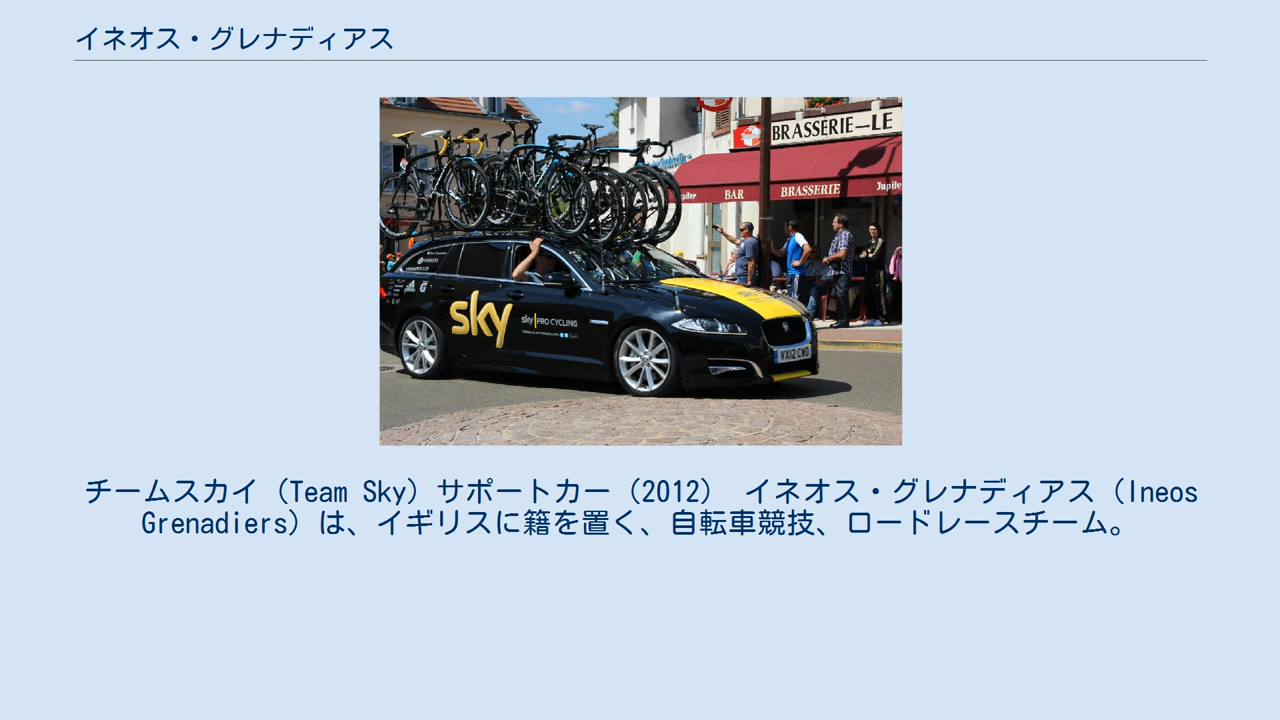 イネオス・グレナディアス
BRASSERIE-LE
BAR BRASSERIE Jupile
sky
sky PRO CYCLING
VX12 CWO
チームスカイ（Team Sky）サポートカー（2012） イネオス・グレナディアス（Ineos
Grenadiers）は、イギリスに籍を置く、自転車競技、ロードレースチーム。